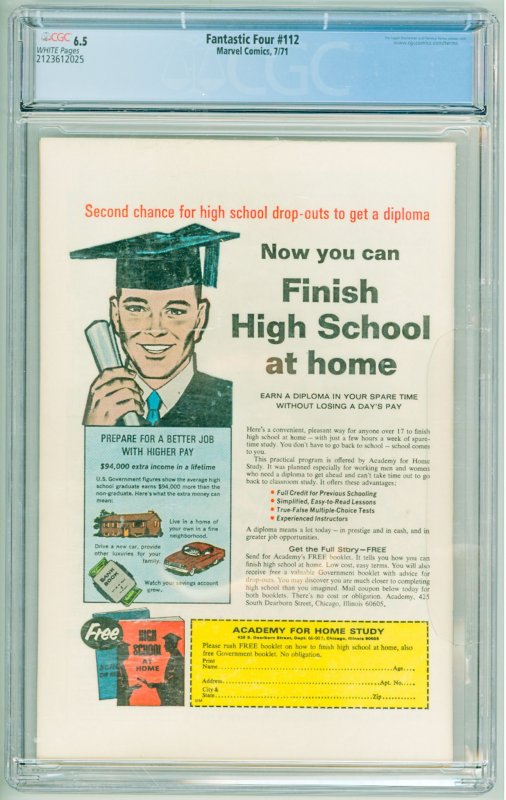 CGC 6.5
WHITE Pages
2123612025
Fantastic Four #112
Marvel Comics, 7/71
www.cgccomics.com/terms
CGC
Second chance for high school drop-outs to get a diploma
Now you can
Finish
High School
at home
EARN A DIPLOMA IN YOUR SPARE TIME
WITHOUT LOSING A DAY'S PAY
PREPARE FOR A BETTER JOB
WITH HIGHER PAY
$94,000 extra income in a lifetime
U.S. Government figures show the average high
school graduate earns $94,000 more than the
non-graduate. Here's what the extra money can
mean:
Live in a home of
your own in a fine
neighborhood.
Drive a new car, provide
other luxuries for your
family.
BANK
BOOK
Watch your savings account
grow.
Here's a convenient, pleasant way for anyone over 17 to finish
high school at home – with just a few hours a week of spare-
time study. You don't have to go back to school – school comes
to you.
This practical program is offered by Academy for Home
Study. It was planned especially for working men and women
who need a diploma to get ahead and can't take time out to go
back to classroom study. It offers these advantages:
• Full Credit for Previous Schooling
• Simplified, Easy-to-Read Lessons
• True-False Multiple-Choice Tests
• Experienced Instructors
A diploma means a lot today – in prestige and in cash, and in
greater job opportunities.
Get the Full Story–FREE
Send for Academy's FREE booklet. It tells you how you can
finish high school at home. Low cost, easy terms. You will also
receive free a valuable Government booklet with advice for
drop-outs. You may discover you are much closer to completing
high school than you imagined. Mail coupon below today for
both booklets. There's no cost or obligation. Academy, 425
South Dearborn Street, Chicago, Illinois 60605,
Free
HIGH
SCHOOL
AT
HOME
ACADEMY FOR HOME STUDY
Dearborn Street, Dept. Chicago, Illinois 60605
Please rush FREE booklet on how to finish high school at home, also
free Government booklet. No obligation.
Print
Name Age
Address Apt. No.
City &
State Zip